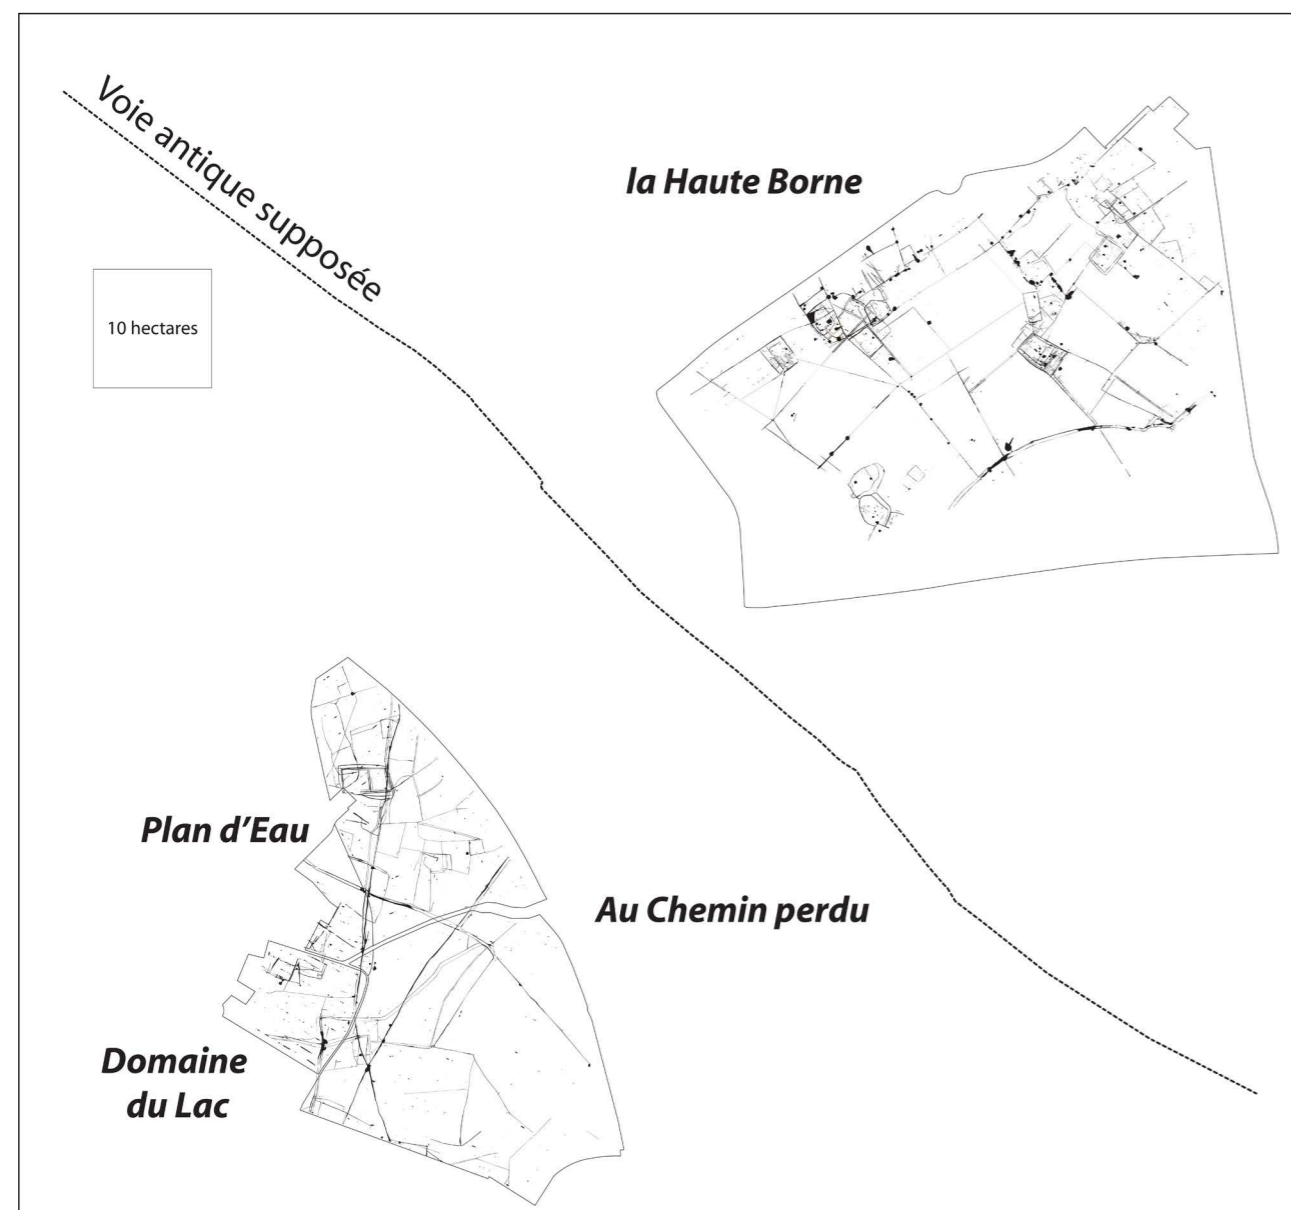 Voie antique supposée
la Haute Borne
10 hectares
Plan d’Eau
Au Chemin perdu
Domaine
du Lac